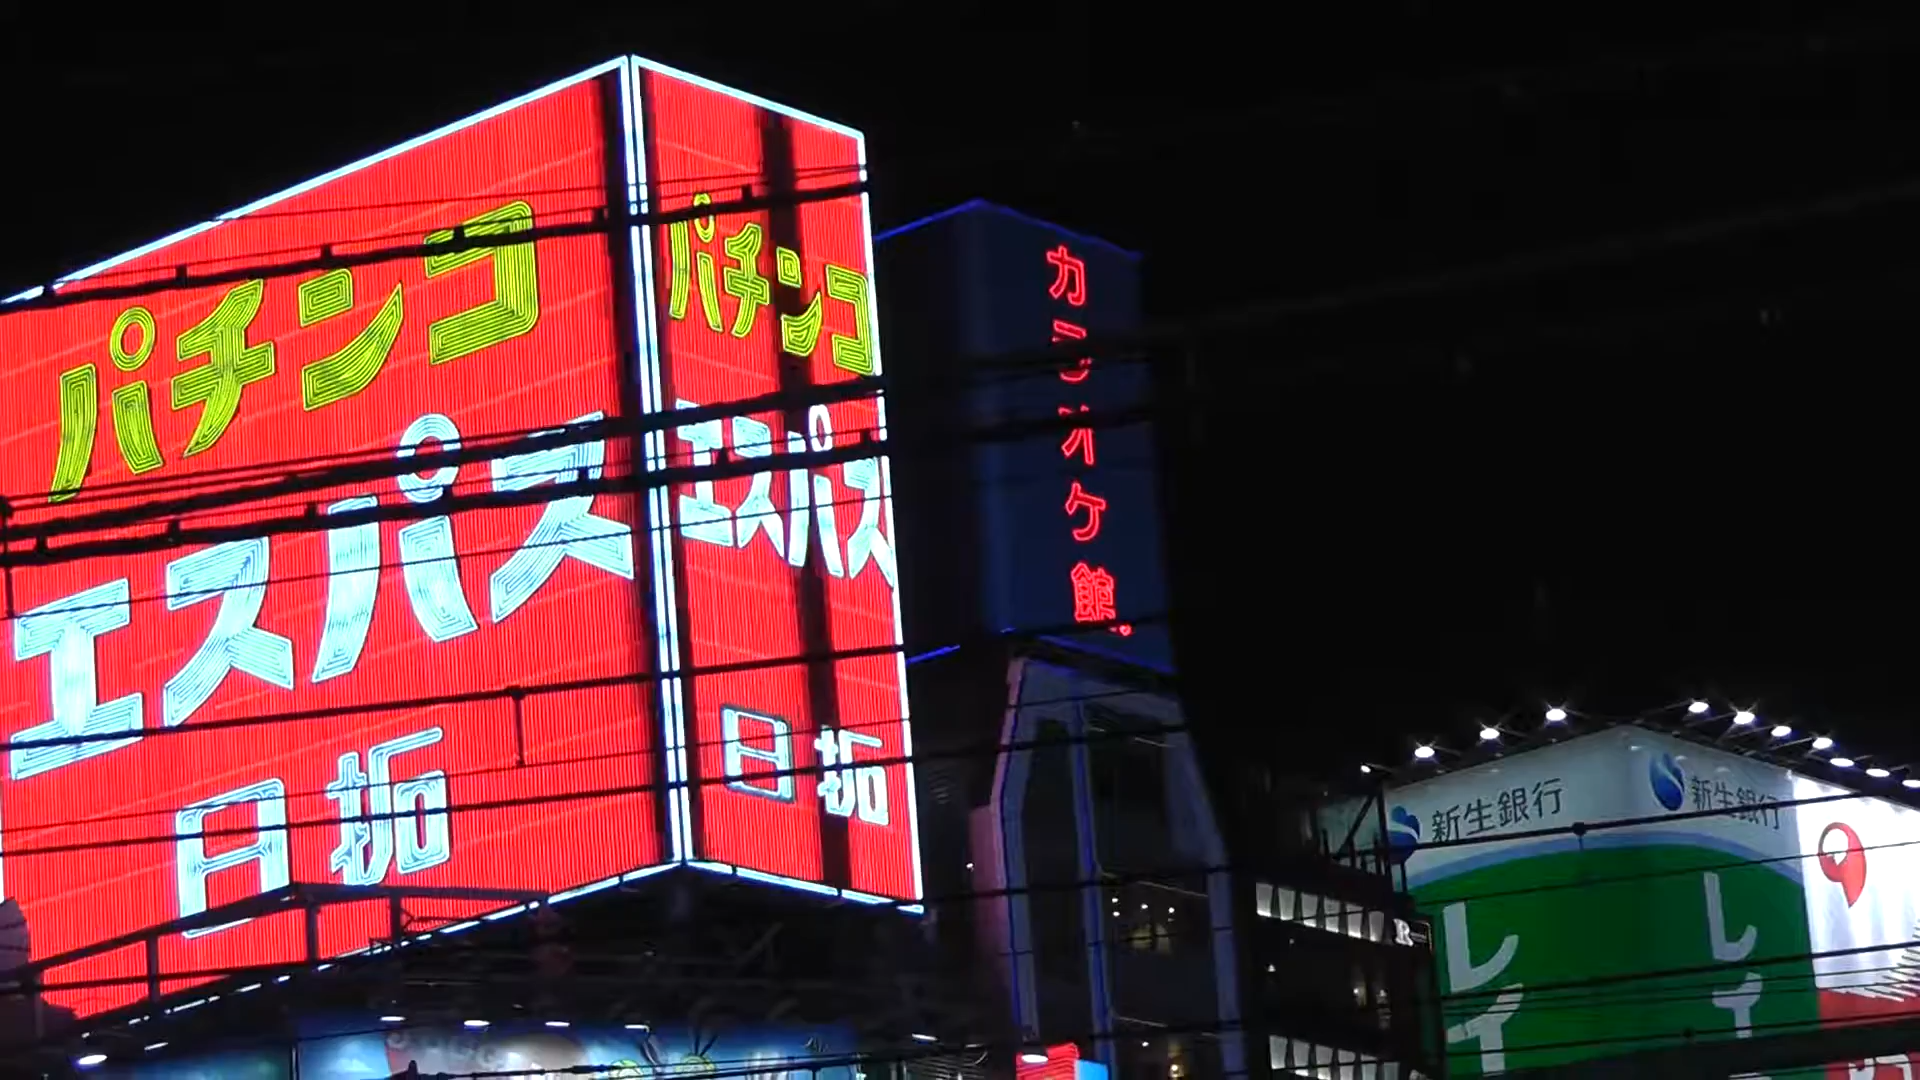 パチンコ
エスパス
日拓
パチンコ
エスパス
日拓
カラオケ館
新生銀行
レイ
新生銀行
レイ
R